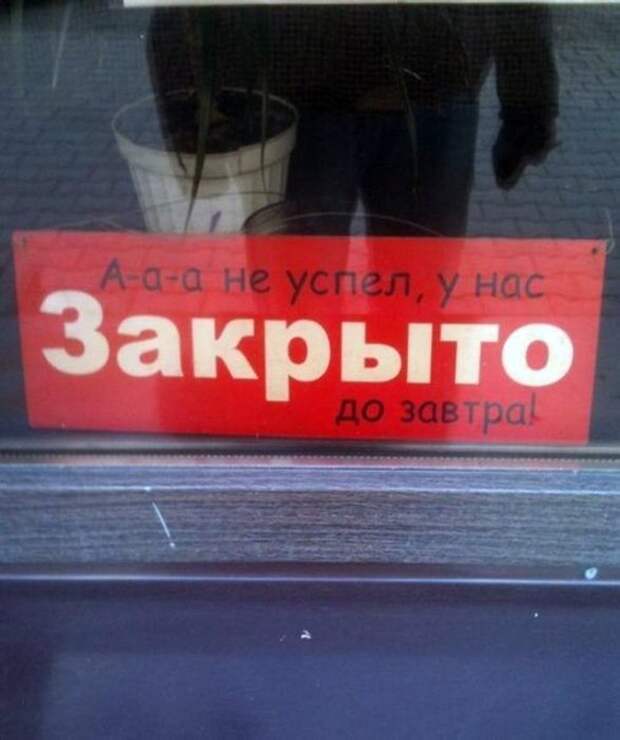 А-а-а не успел, у нас
Закрыто
до завтра!